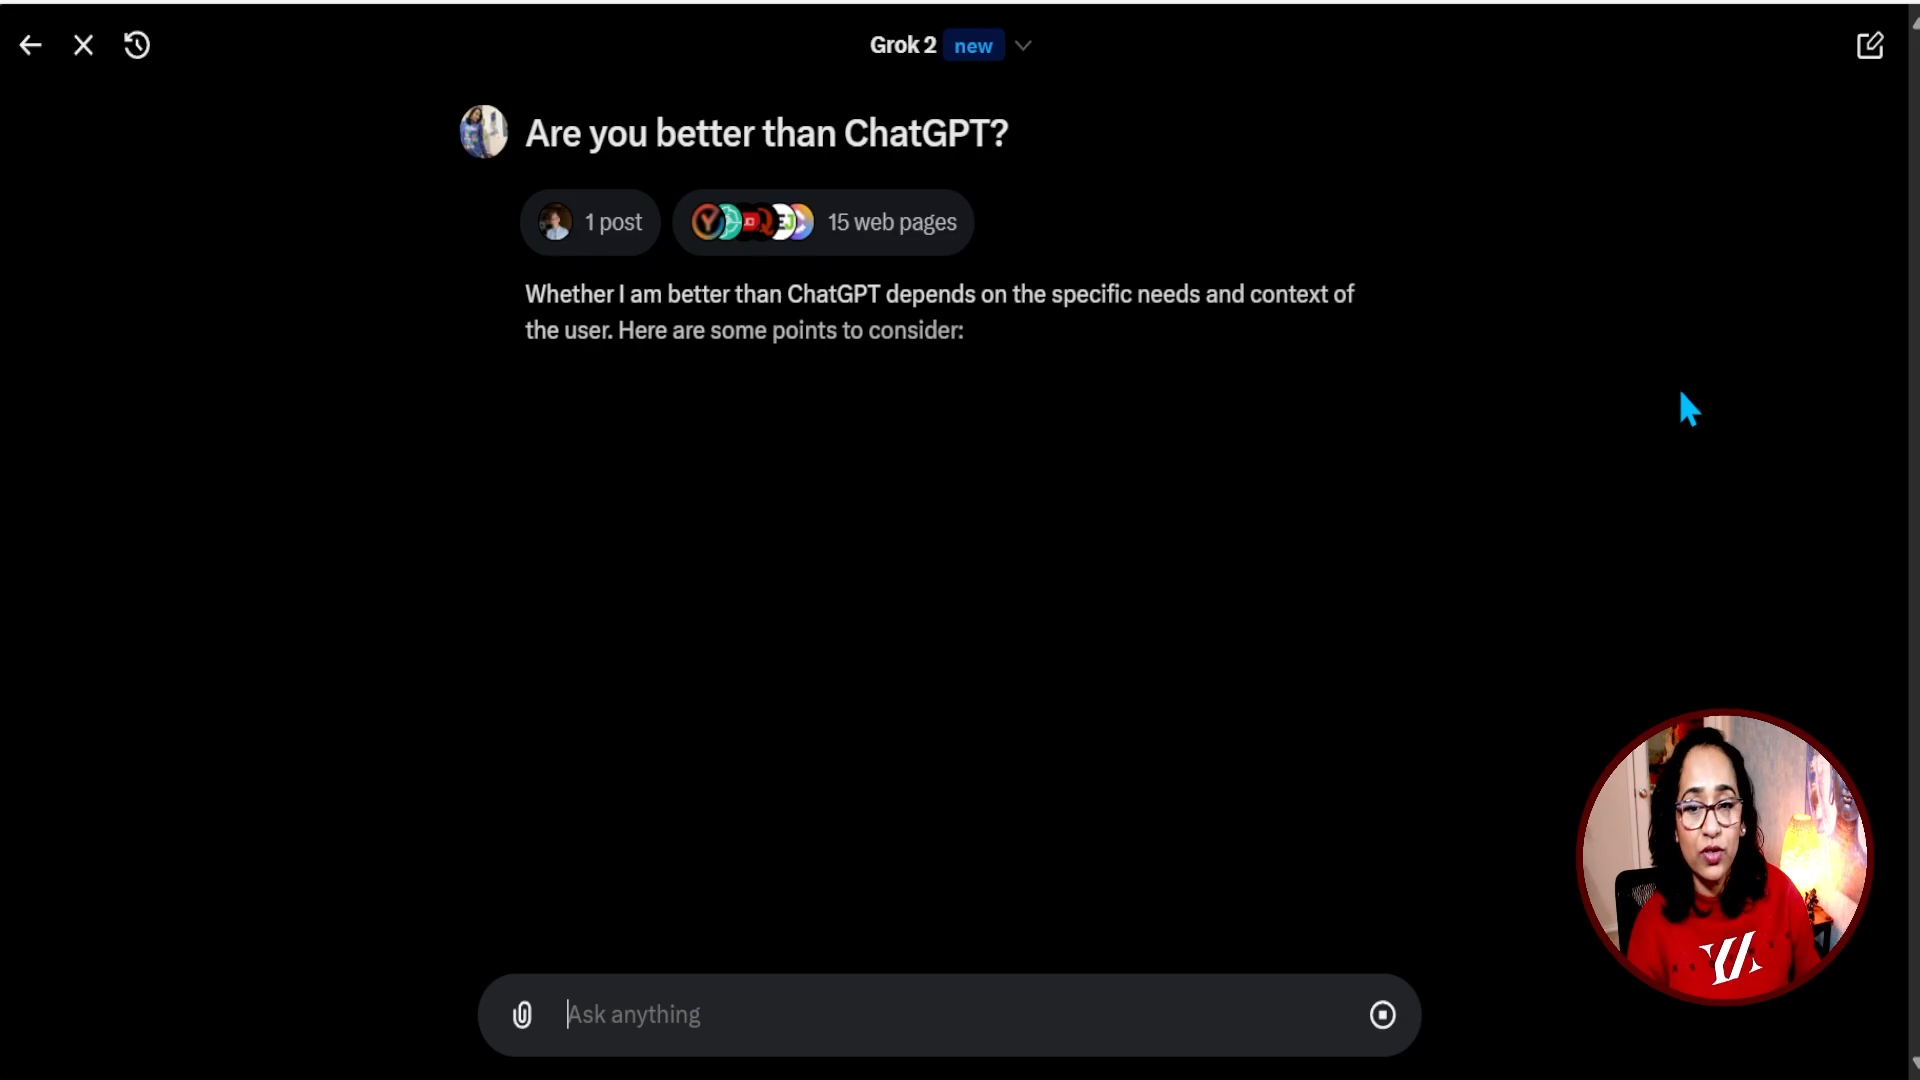 Grok 2 new
Are you better than ChatGPT?
1 post
15 web pages
Whether I am better than ChatGPT depends on the specific needs and context of
the user. Here are some points to consider:
Ask anything